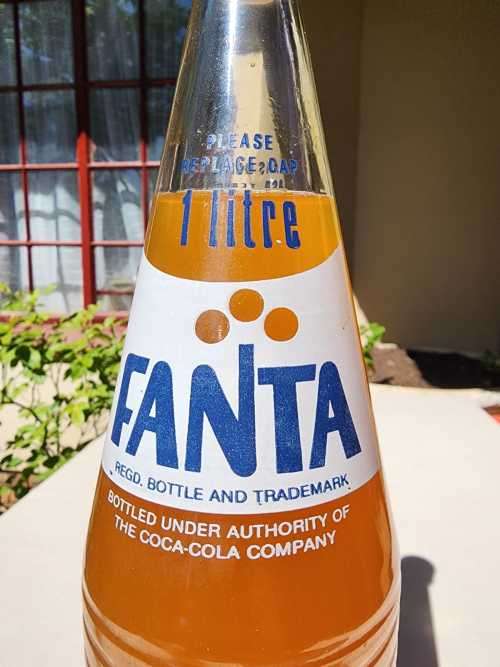 PLEASE
REPLACE CAP
1 litre
FANTA
REGD. BOTTLE AND TRADEMARK
BOTTLED UNDER AUTHORITY OF
THE COCA-COLA COMPANY